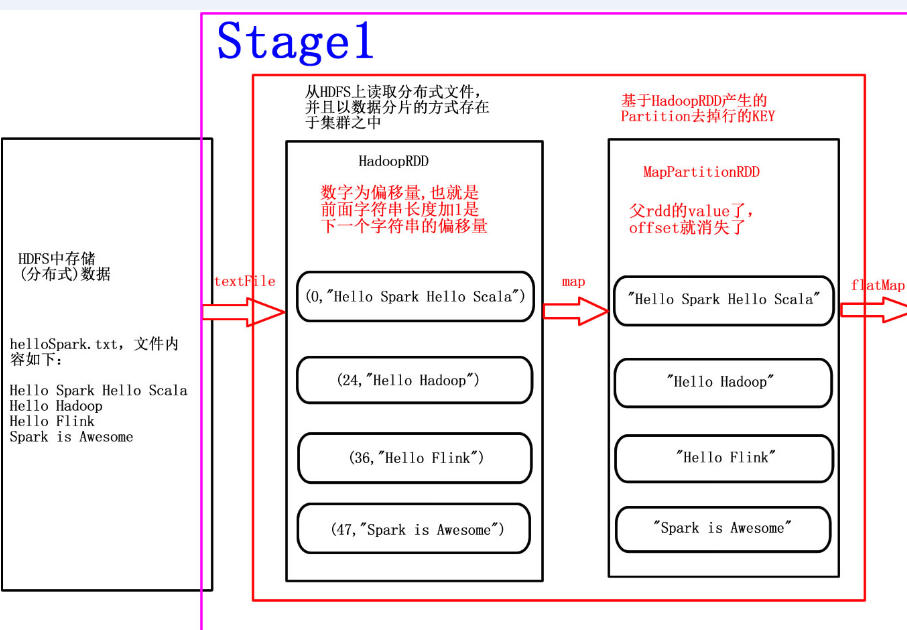 Stage1
从HDFS上读取分布式文件,
并且以数据分片的方式存在
于集群之中
基于HadoopRDD产生的
Partition去掉行的KEY
HadoopRDD
数字为偏移量,也就是
前面字符串长度加1是
下一个字符串的偏移量
MapPartitionRDD
父rdd的value了,
offset就消失了
HDFS中存储
(分布式)数据
helloSpark.txt, 文件内
容如下:
Hello Spark Hello Scala
Hello Hadoop
Hello Flink
Spark is Awesome
textFile
(0,"Hello Spark Hello Scala")
(24,"Hello Hadoop")
(36,"Hello Flink")
(47,"Spark is Awesome")
map
"Hello Spark Hello Scala"
"Hello Hadoop"
"Hello Flink"
"Spark is Awesome"
flatMap